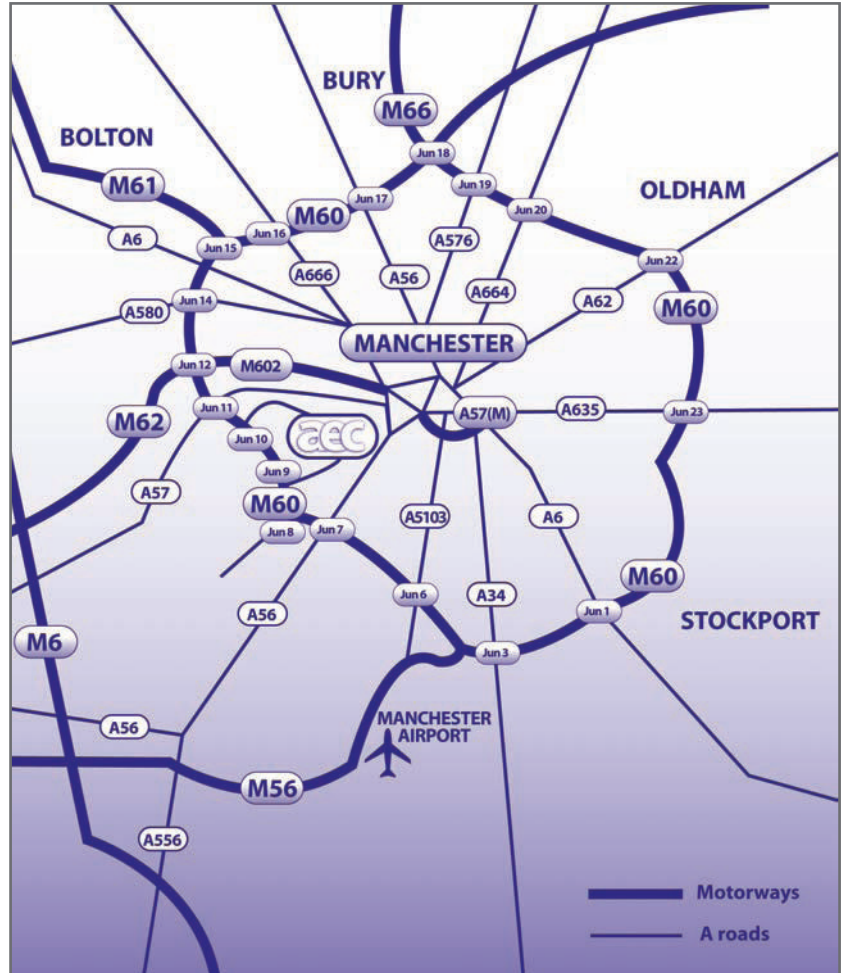 BURY
M66
BOLTON
Jun 18
M61
Jun 19
OLDHAM
Jun 17
Jun 20
M60
A6
Jun 16
A576
Jun 15
Jun 22
A666
A56
A664
A62
Jun 14
M60
A580
MANCHESTER
Jun 12
M602
Jun 11
A57(M)
A635
Jun 23
M62
aec
Jun 10
Jun 9
A57
M60
A5103
A6
Jun 8
Jun 7
M60
Jun 6
A34
A56
Jun 1
STOCKPORT
M6
Jun 3
A56
MANCHESTER
AIRPORT
M56
A556
Motorways
A roads